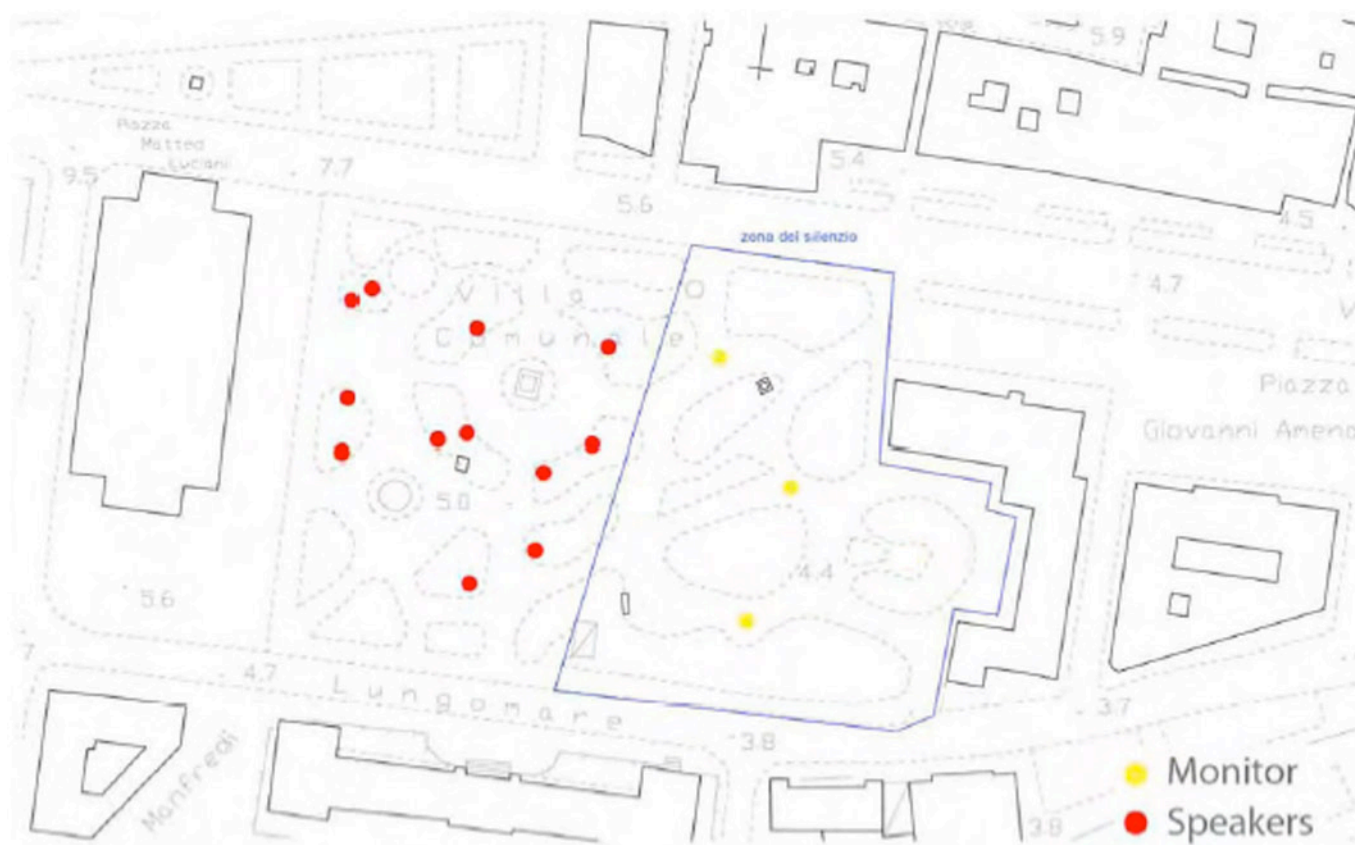 5.9
Piazza
Matteo
Luciani
9.5
7.7
5.4
5.6
4.5
zona del silenzio
4.7
Villa
Comunale
Piazza
Giovanni Amend
5.0
4.4
5.6
7
4.7
Lungomare
3.7
3.8
Manfredi
Monitor
3.8
Speakers